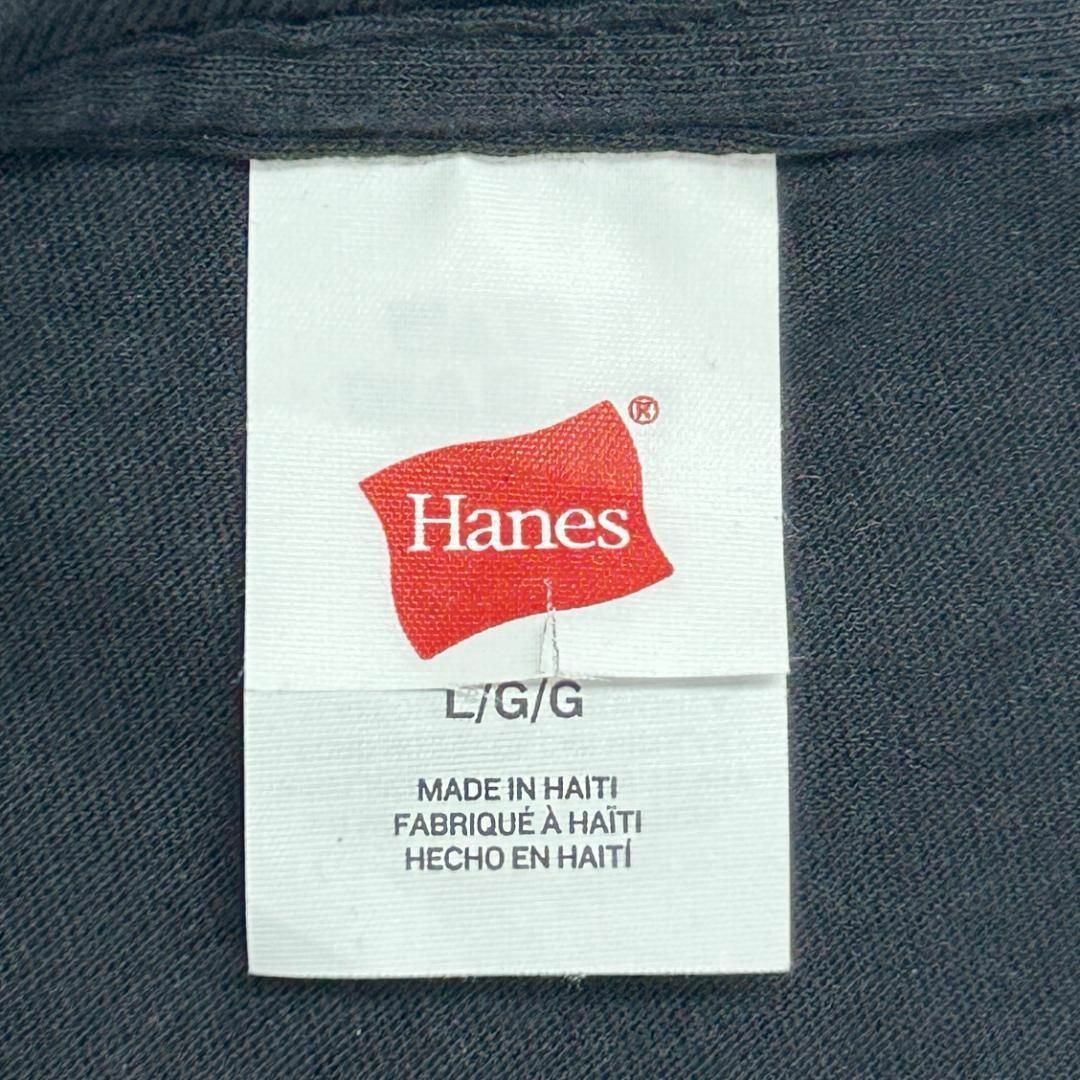 Hanes®
L/G/G
MADE IN HAITI
FABRIQUÉ À HAÏTI
HECHO EN HAITÍ